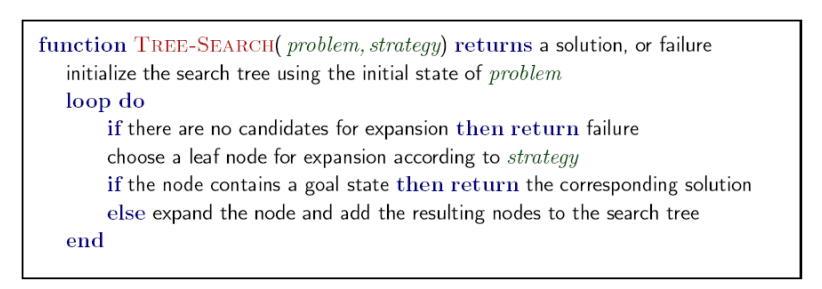 function TREE-SEARCH( problem, strategy) returns a solution, or failure
initialize the search tree using the initial state of problem
loop do
if there are no candidates for expansion then return failure
choose a leaf node for expansion according to strategy
if the node contains a goal state then return the corresponding solution
else expand the node and add the resulting nodes to the search tree
end